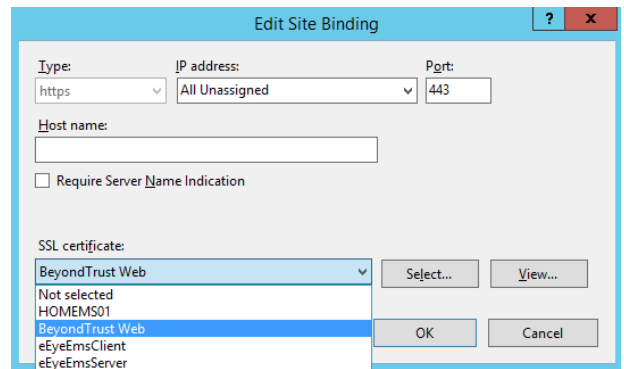 Edit Site Binding
? x
Type: IP address: Port:
https All Unassigned 443
Host name:
Require Server Name Indication
SSL certificate:
BeyondTrust Web Select... View...
Not selected
HOMEMS01
BeyondTrust Web
eEyeEmsClient OK Cancel
eEyeEmsServer